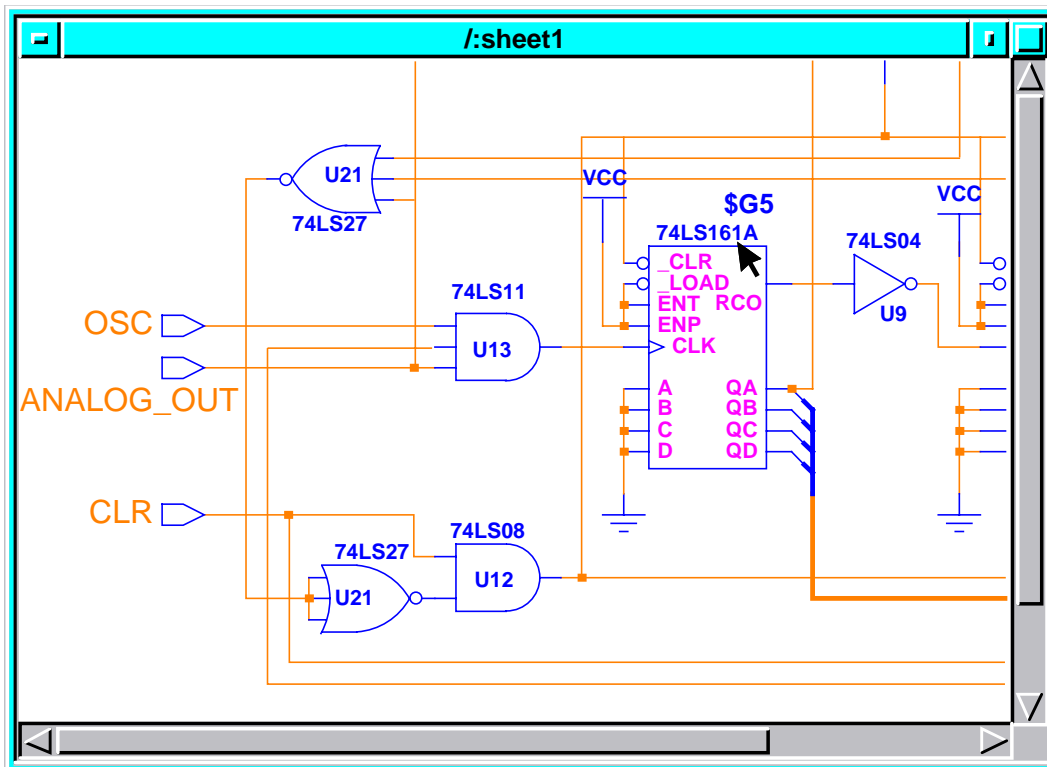 /:sheet1
U21
74LS27
VCC
$G5
VCC
74LS161A
74LS04
_CLR
_LOAD
ENT
RCO
ENP
CLK
U9
74LS11
OSC
U13
ANALOG_OUT
A
QA
B
QB
C
QC
D
QD
CLR
74LS08
74LS27
U12
U21